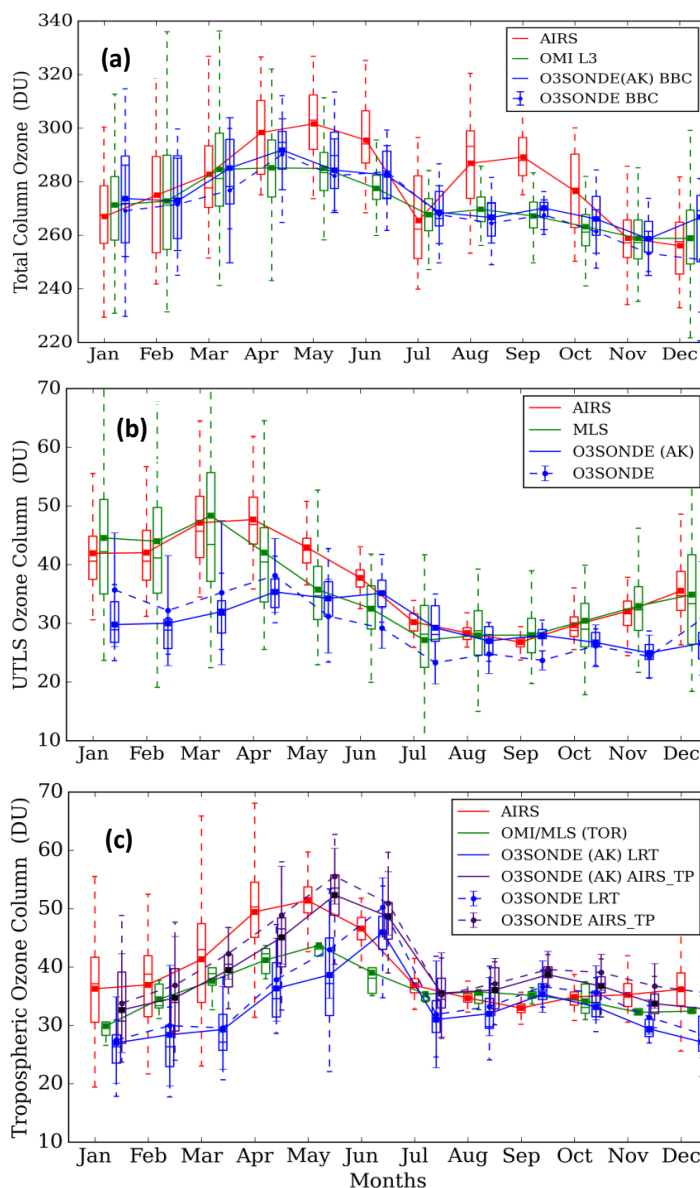 (a)
AIRS
OMI L3
O3SONDE(AK) BBC
O3SONDE BBC
Total Column Ozone (DU)
340
320
300
280
260
240
220
Jan Feb Mar Apr May Jun Jul Aug Sep Oct Nov Dec
(b)
AIRS
MLS
O3SONDE (AK)
O3SONDE
UTLS Ozone Column (DU)
70
60
50
40
30
20
10
Jan Feb Mar Apr May Jun Jul Aug Sep Oct Nov Dec
(c)
AIRS
OMI/MLS (TOR)
O3SONDE (AK) LRT
O3SONDE (AK) AIRS_TP
O3SONDE LRT
O3SONDE AIRS_TP
Tropospheric Ozone Column (DU)
70
60
50
40
30
20
10
Jan Feb Mar Apr May Jun Jul Aug Sep Oct Nov Dec
Months